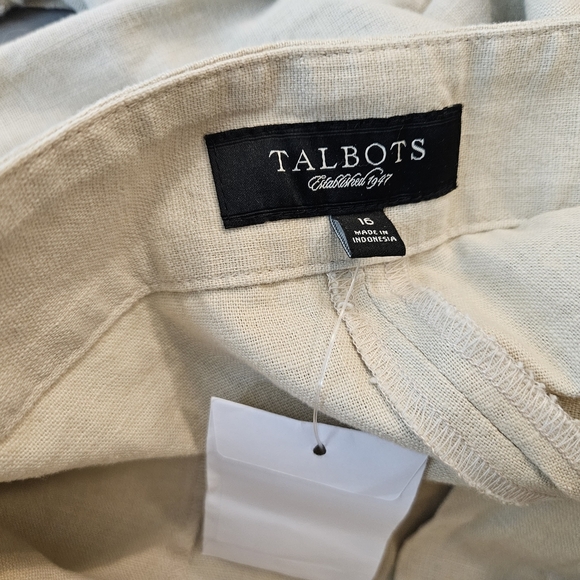 TALBOTS
Established 1947
16
MADE IN
INDONESIA